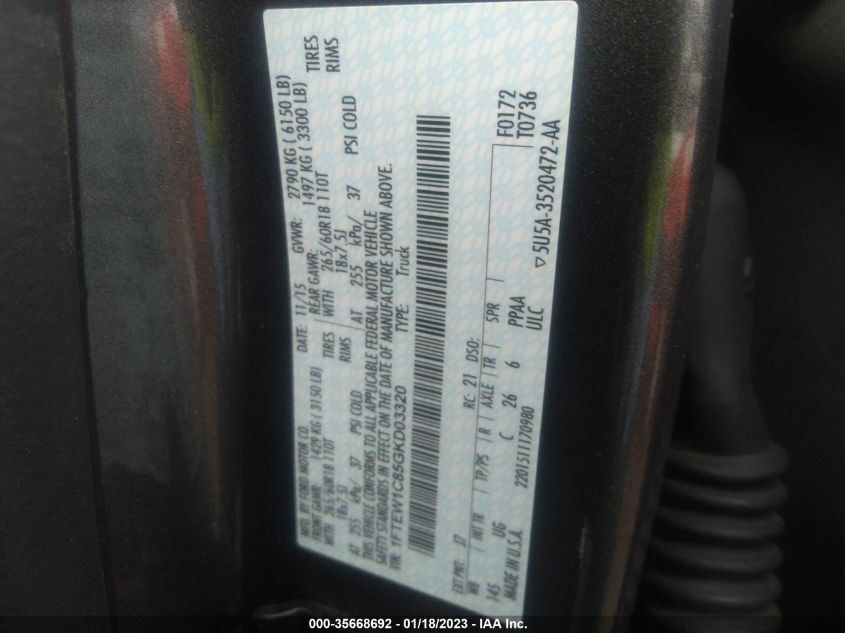 MFD. BY FORD MOTOR CO.
DATE: 11/15 GVWR: 2790 KG ( 6150 LB)
FRONT GAWR: 1429 KG ( 3150 LB) REAR GAWR: 1497 KG ( 3300 LB)
WITH 265/60R18 110T TIRES WITH 265/60R18 110T TIRES
18x7.5J RIMS 18x7.5J RIMS
AT 255 kPa/ 37 PSI COLD AT 255 kPa/ 37 PSI COLD
THIS VEHICLE CONFORMS TO ALL APPLICABLE FEDERAL MOTOR VEHICLE
SAFETY STANDARDS IN EFFECT ON THE DATE OF MANUFACTURE SHOWN ABOVE.
VIN: 1FTEW1C85GKD03320 TYPE: Truck
EXT PNT: J7 RC: 21 DSO: F0172
WB INT TR TP/PS R AXLE TR SPR T0736
145 UG C 26 6 PPAA
ULC
MADE IN U.S.A. 2201511170980 ▽5U5A-3520472-AA
000-35668692 - 01/18/2023 - IAA Inc.